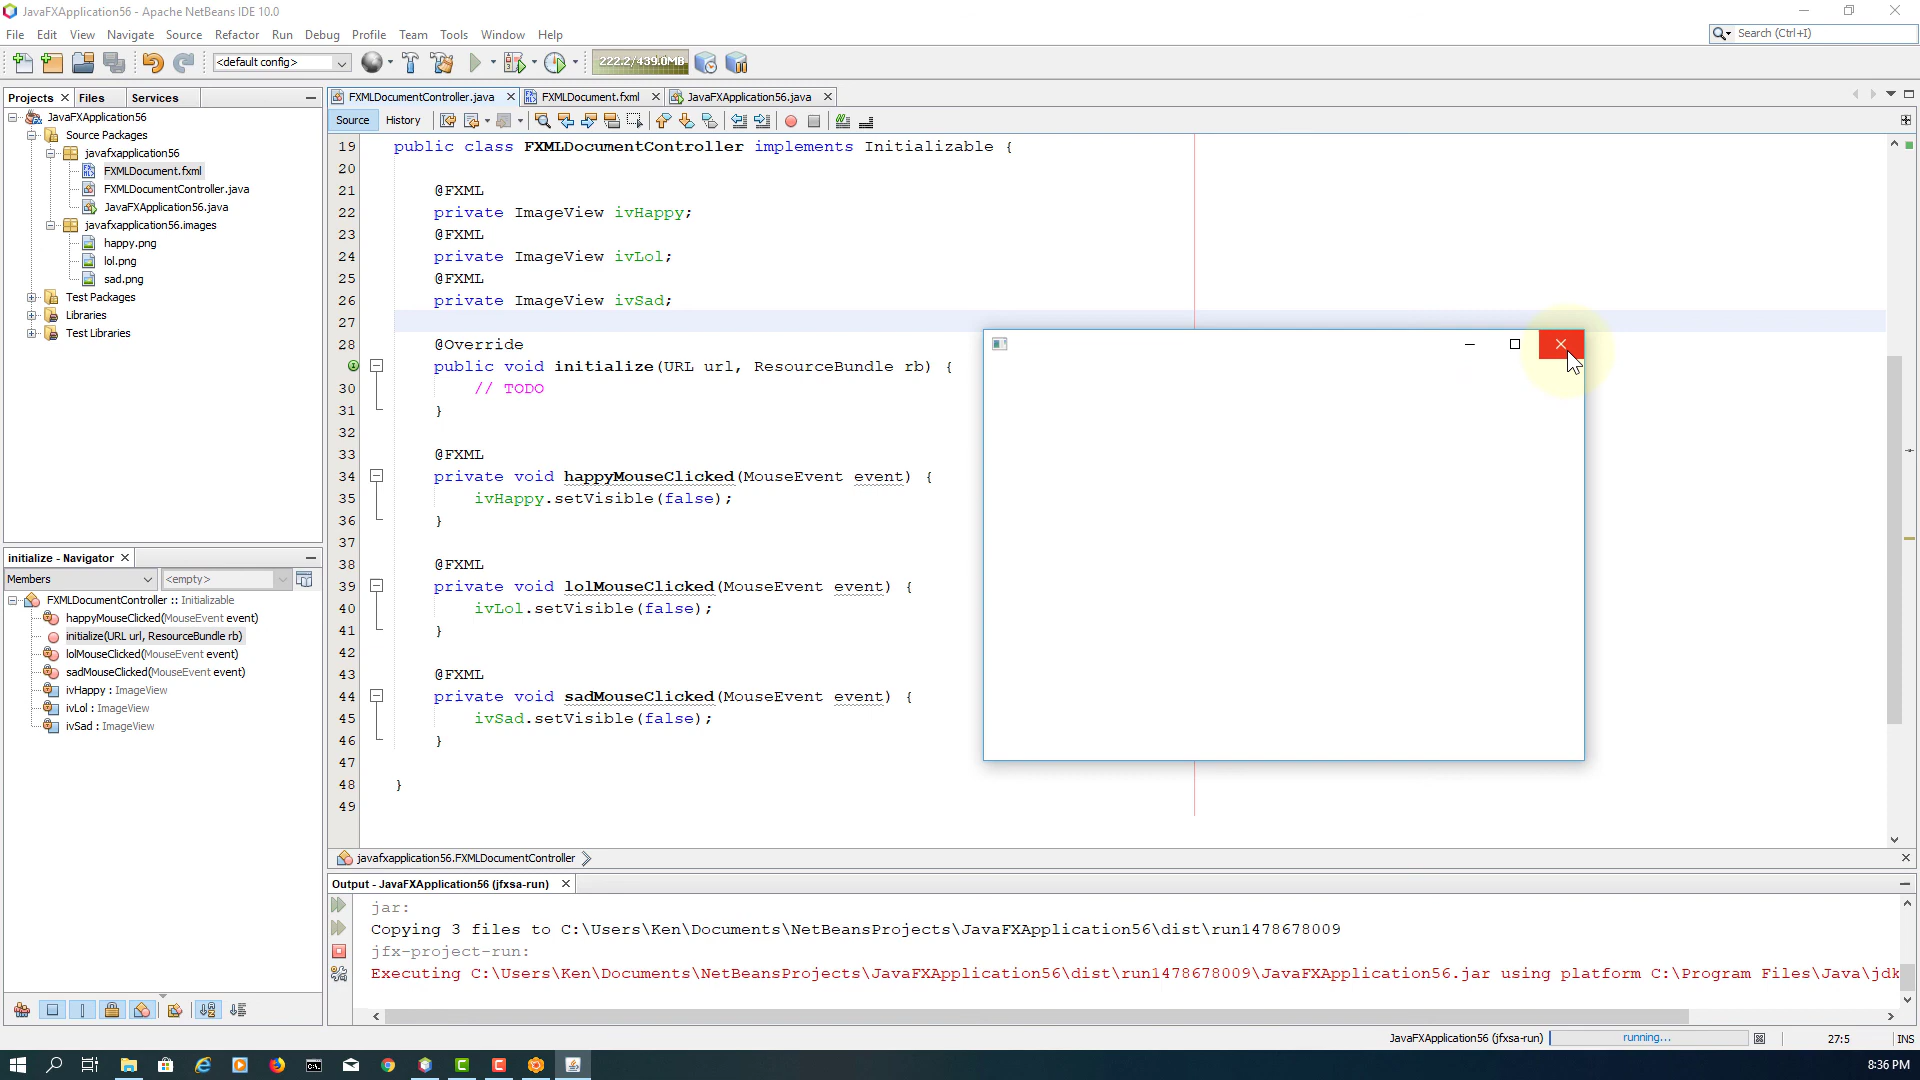 JavaFXApplication56 - Apache NetBeans IDE 10.0
File Edit View Navigate Source Refactor Run Debug Profile Team Tools Window Help
Search (Ctrl+I)
<default config>
222.2/439.0MB
Projects Files Services
FXMLDocumentController.java FXMLDocument.fxml JavaFXApplication56.java
Source History
JavaFXApplication56
Source Packages
javafxapplication56
FXMLDocument.fxml
FXMLDocumentController.java
JavaFXApplication56.java
javafxapplication56.images
happy.png
lol.png
sad.png
Test Packages
Libraries
Test Libraries
19 public class FXMLDocumentController implements Initializable {
20
21 @FXML
22 private ImageView ivHappy;
23 @FXML
24 private ImageView ivLol;
25 @FXML
26 private ImageView ivSad;
27
28 @Override
public void initialize(URL url, ResourceBundle rb) {
30 // TODO
31 }
32
33 @FXML
34 private void happyMouseClicked(MouseEvent event) {
35 ivHappy.setVisible(false);
36 }
37
38 @FXML
39 private void lolMouseClicked(MouseEvent event) {
40 ivLol.setVisible(false);
41 }
42
43 @FXML
44 private void sadMouseClicked(MouseEvent event) {
45 ivSad.setVisible(false);
46 }
47
48 }
49
javafxapplication56.FXMLDocumentController
initialize - Navigator
Members <empty>
FXMLDocumentController :: Initializable
happyMouseClicked(MouseEvent event)
initialize(URL url, ResourceBundle rb)
lolMouseClicked(MouseEvent event)
sadMouseClicked(MouseEvent event)
ivHappy : ImageView
ivLol : ImageView
ivSad : ImageView
Output - JavaFXApplication56 (jfxsa-run)
jar:
Copying 3 files to C:\Users\Ken\Documents\NetBeansProjects\JavaFXApplication56\dist\run1478678009
jfx-project-run:
Executing C:\Users\Ken\Documents\NetBeansProjects\JavaFXApplication56\dist\run1478678009\JavaFXApplication56.jar using platform C:\Program Files\Java\jdk
JavaFXApplication56 (jfxsa-run) running... 27:5 INS
8:36 PM